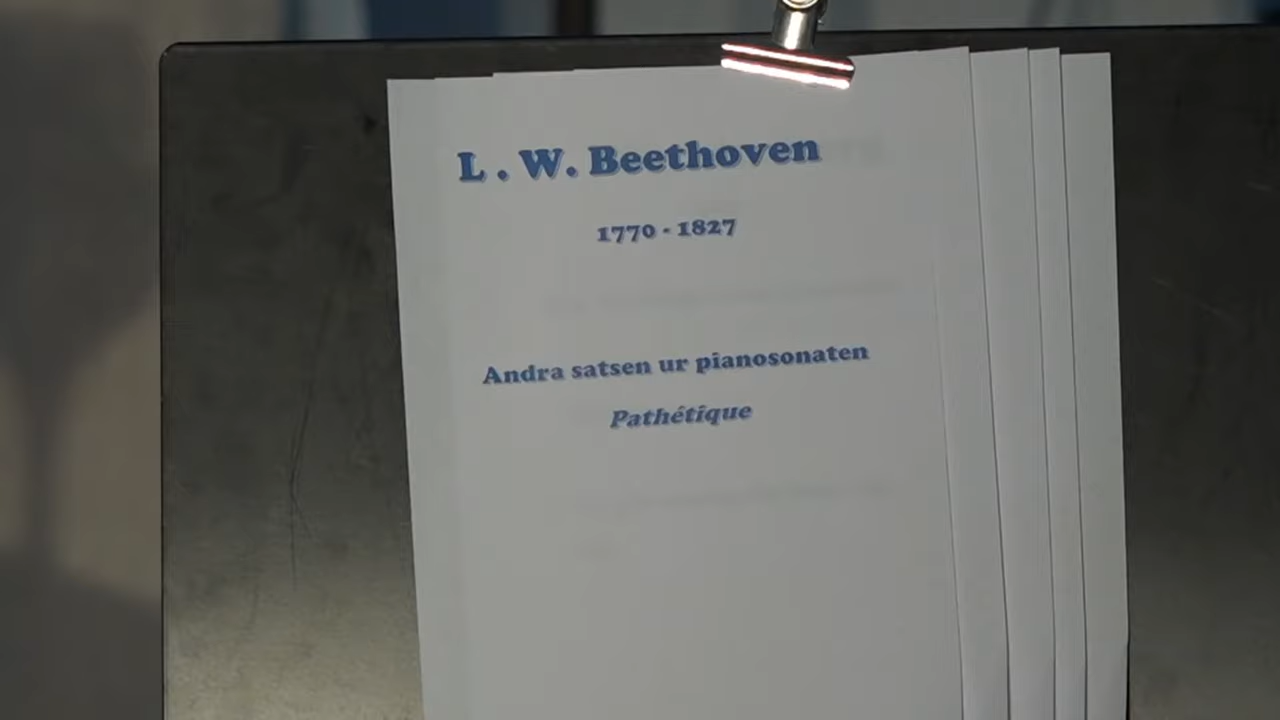 L . W. Beethoven
1770 - 1827
Andra satsen ur pianosonaten
Pathétique